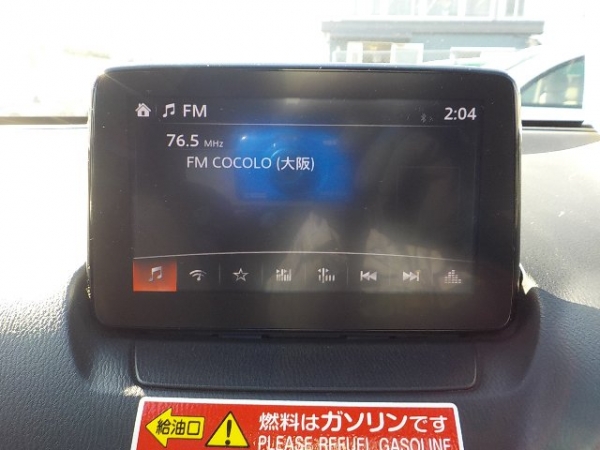 FM 2:04
76.5 MHz
FM COCOLO (大阪)
給油口
燃料はガソリンです
PLEASE REFUEL GASOLINE